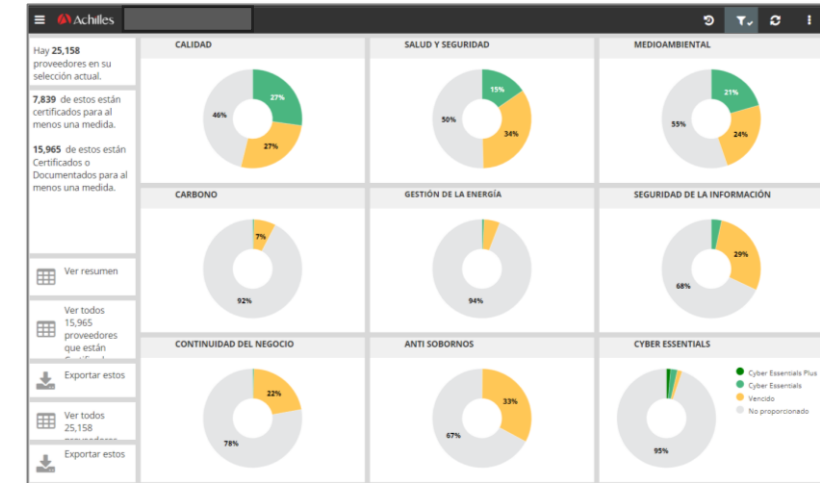 Achilles
Hay 25,158
proveedores en su
selección actual.
7,839 de estos están
certificados para al
menos una medida.
15,965 de estos están
Certificados o
Documentados para al
menos una medida.
Ver resumen
Ver todos
15,965
proveedores
que están
Exportar estos
Ver todos
25,158
Exportar estos
CALIDAD
27%
27%
46%
SALUD Y SEGURIDAD
15%
34%
50%
MEDIOAMBIENTAL
21%
24%
55%
CARBONO
7%
92%
GESTIÓN DE LA ENERGÍA
94%
SEGURIDAD DE LA INFORMACIÓN
29%
68%
CONTINUIDAD DEL NEGOCIO
22%
78%
ANTI SOBORNOS
33%
67%
CYBER ESSENTIALS
95%
Cyber Essentials Plus
Cyber Essentials
Vencido
No proporcionado